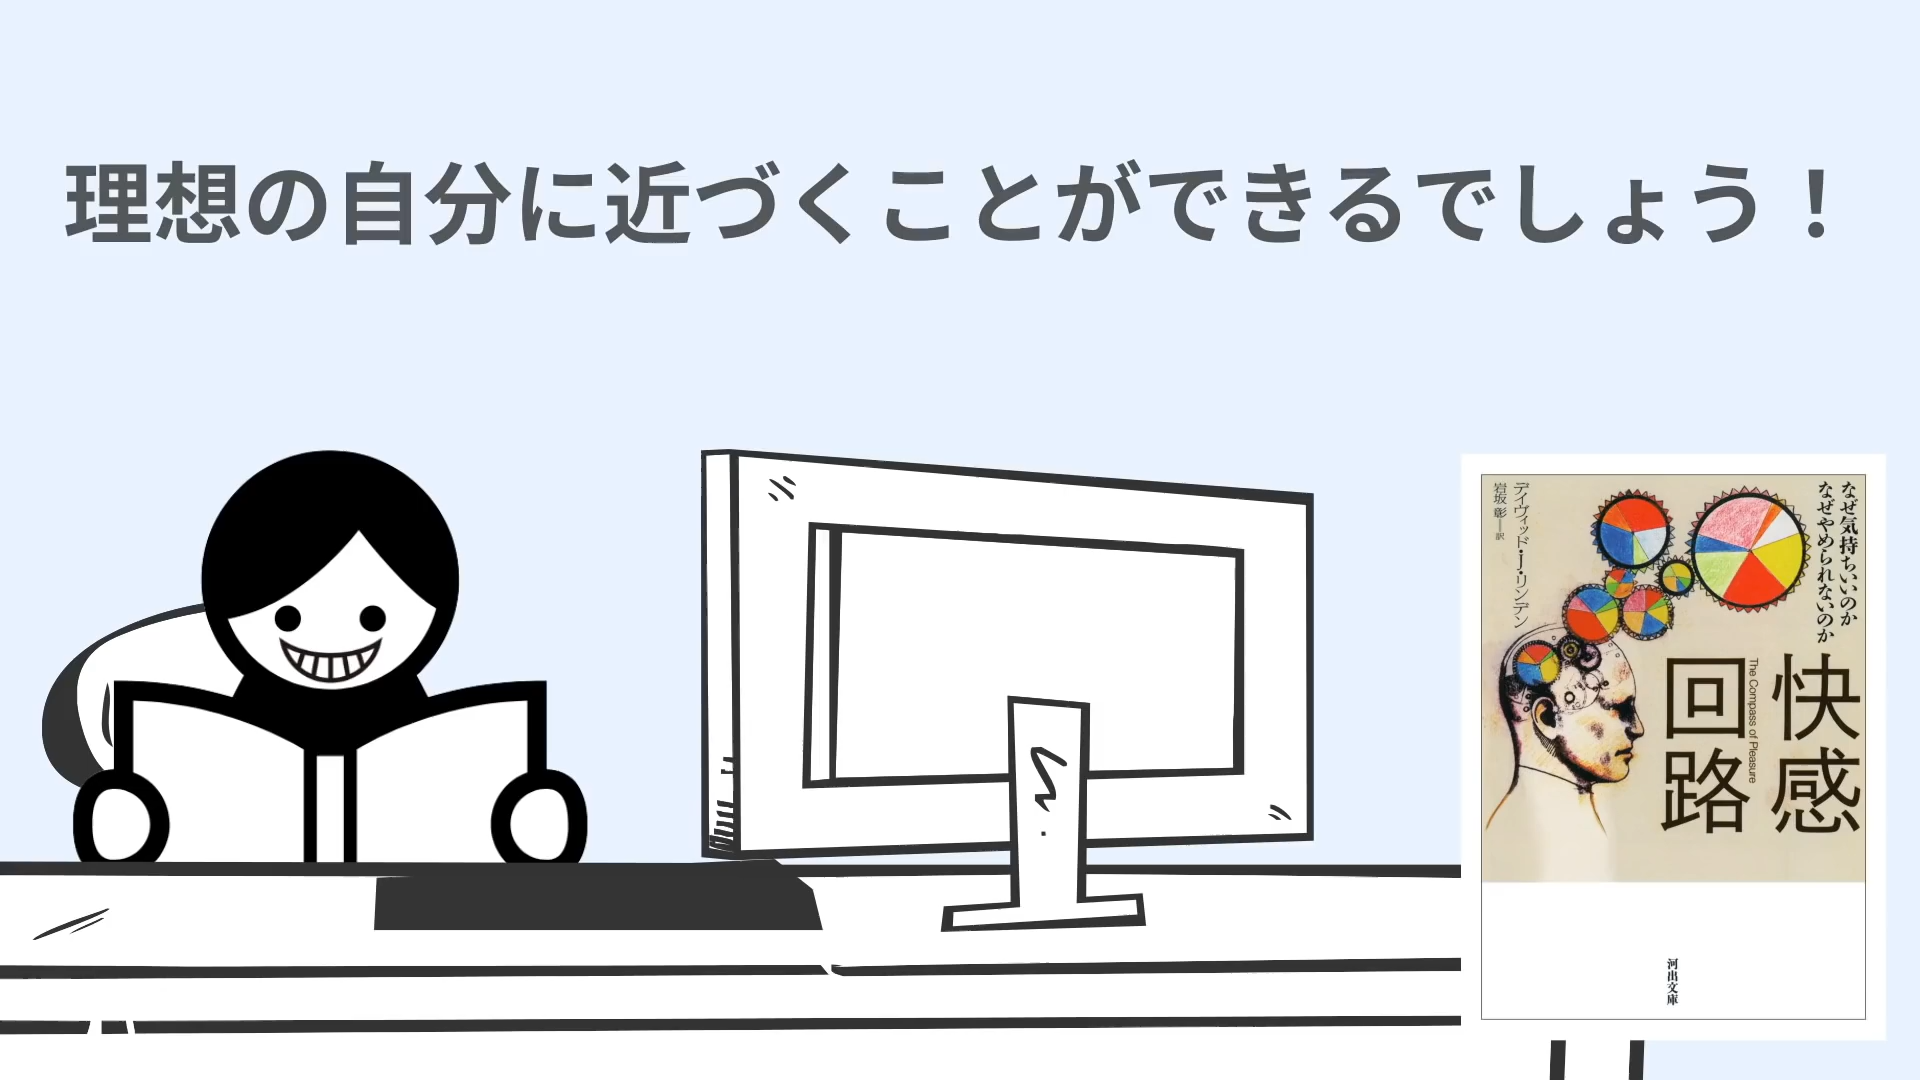 理想の自分に近づくことができるでしょう！
なぜ気持ちいいのか
なぜやめられないのか
快感
回路
The Compass of Pleasure
デイヴィッド・J・リンデン
岩坂 彰―訳
河出文庫